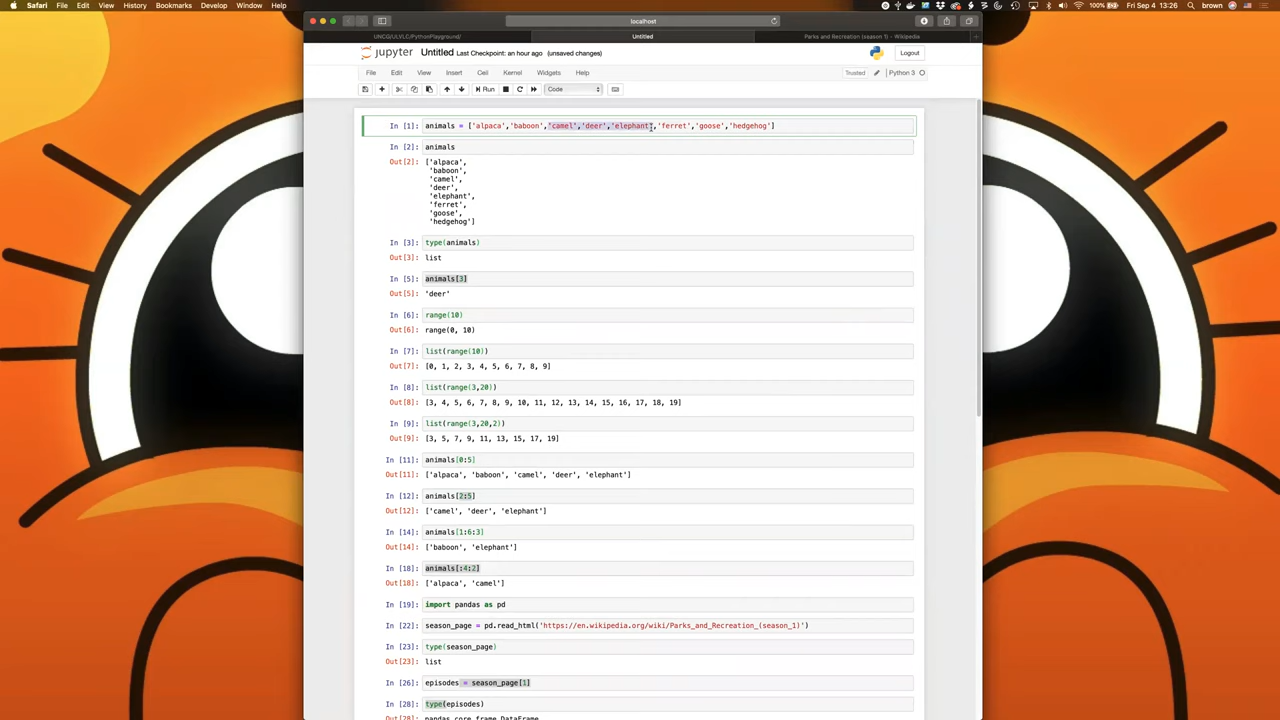 Safari File Edit View History Bookmarks Develop Window Help 100% Fri Sep 4 13:26 brown
localhost
UNCG/ULVLC/PythonPlayground/ Untitled Parks and Recreation (season 1) - Wikipedia
jupyter Untitled Last Checkpoint: an hour ago (unsaved changes) Logout
File Edit View Insert Cell Kernel Widgets Help Trusted Python 3
Run Code
In [1]: animals = ['alpaca','baboon','camel','deer','elephant','ferret','goose','hedgehog']
In [2]: animals
Out[2]: ['alpaca',
'baboon',
'camel',
'deer',
'elephant',
'ferret',
'goose',
'hedgehog']
In [3]: type(animals)
Out[3]: list
In [5]: animals[3]
Out[5]: 'deer'
In [6]: range(10)
Out[6]: range(0, 10)
In [7]: list(range(10))
Out[7]: [0, 1, 2, 3, 4, 5, 6, 7, 8, 9]
In [8]: list(range(3,20))
Out[8]: [3, 4, 5, 6, 7, 8, 9, 10, 11, 12, 13, 14, 15, 16, 17, 18, 19]
In [9]: list(range(3,20,2))
Out[9]: [3, 5, 7, 9, 11, 13, 15, 17, 19]
In [11]: animals[0:5]
Out[11]: ['alpaca', 'baboon', 'camel', 'deer', 'elephant']
In [12]: animals[2:5]
Out[12]: ['camel', 'deer', 'elephant']
In [14]: animals[1:6:3]
Out[14]: ['baboon', 'elephant']
In [18]: animals[:4:2]
Out[18]: ['alpaca', 'camel']
In [19]: import pandas as pd
In [22]: season_page = pd.read_html('https://en.wikipedia.org/wiki/Parks_and_Recreation_(season_1)')
In [23]: type(season_page)
Out[23]: list
In [26]: episodes = season_page[1]
In [28]: type(episodes)
Out[28]: pandas.core.frame.DataFrame